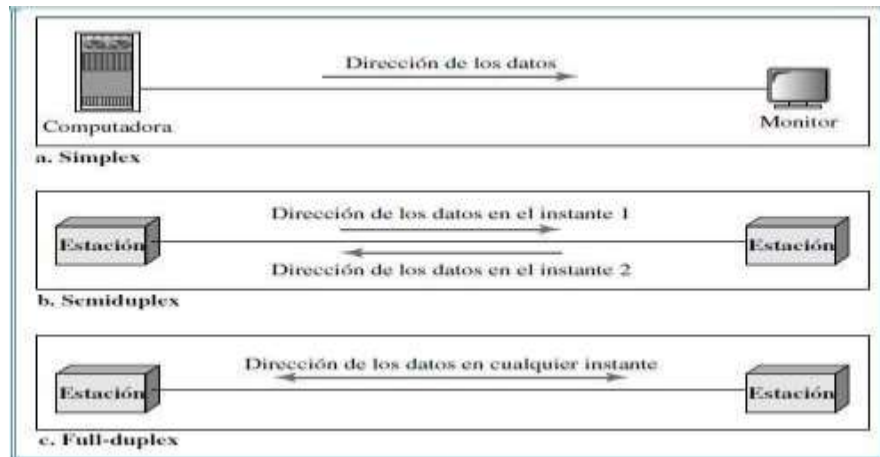 Dirección de los datos
Computadora
Monitor
a. Simplex
Dirección de los datos en el instante 1
Estación
Estación
Dirección de los datos en el instante 2
b. Semiduplex
Dirección de los datos en cualquier instante
Estación
Estación
c. Full-duplex